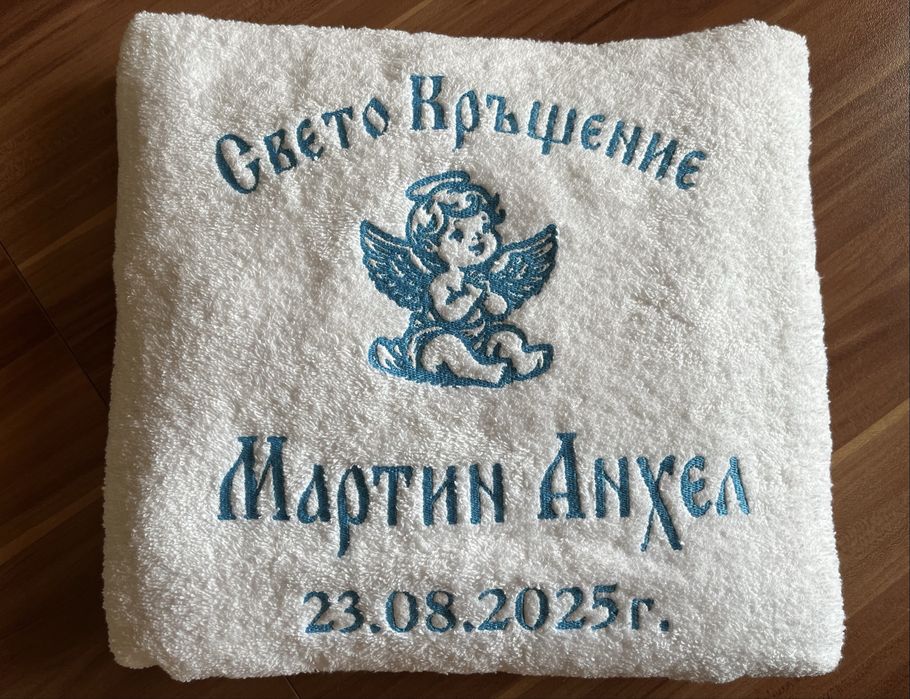 Свето Кръщение
Мартин Анхел
23.08.2025г.